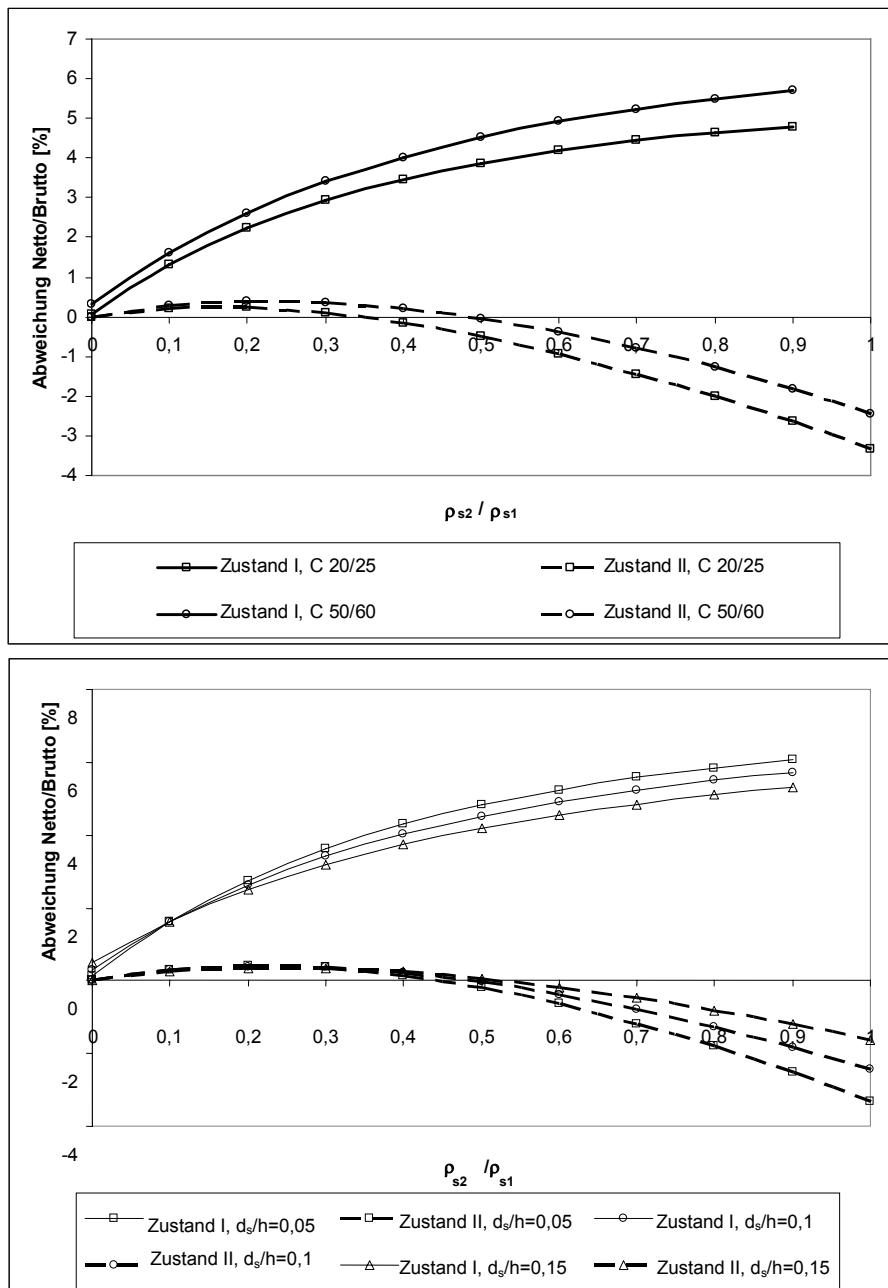 7
6
5
4
3
2
1
0
-1
-2
-3
-4
Abweichung Netto/Brutto [%]
0 0,1 0,2 0,3 0,4 0,5 0,6 0,7 0,8 0,9 1
ρs2 / ρs1
Zustand I, C 20/25 Zustand II, C 20/25
Zustand I, C 50/60 Zustand II, C 50/60
8
6
4
2
0
-2
-4
Abweichung Netto/Brutto [%]
0 0,1 0,2 0,3 0,4 0,5 0,6 0,7 0,8 0,9 1
ρs2 /ρs1
Zustand I, ds/h=0,05 Zustand II, ds/h=0,05 Zustand I, ds/h=0,1
Zustand II, ds/h=0,1 Zustand I, ds/h=0,15 Zustand II, ds/h=0,15